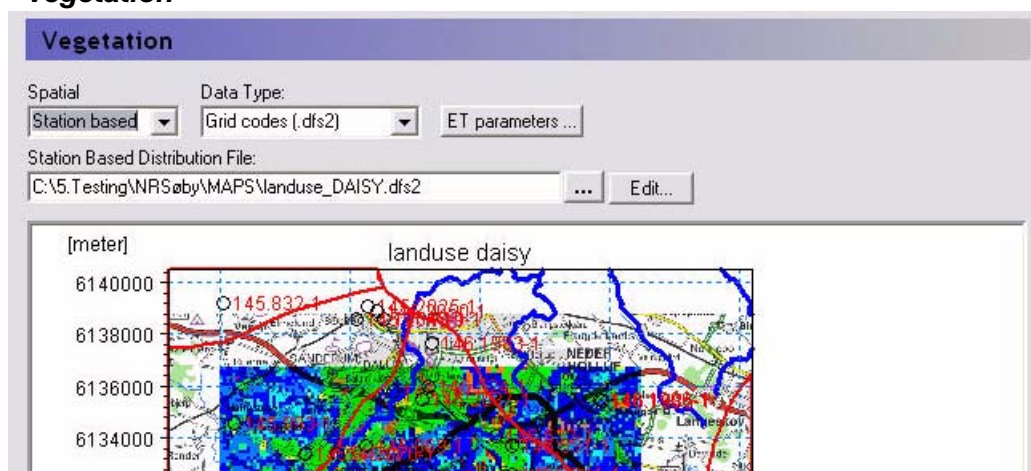 Vegetation
Vegetation
Spatial
Data Type:
Station based
Grid codes (.dfs2)
ET parameters ...
Station Based Distribution File:
C:\5.Testing\NRSøby\MAPS\landuse_DAISY.dfs2
...
Edit...
[meter]
landuse daisy
6140000
145.832-1
6138000
NEDER
6136000
6134000